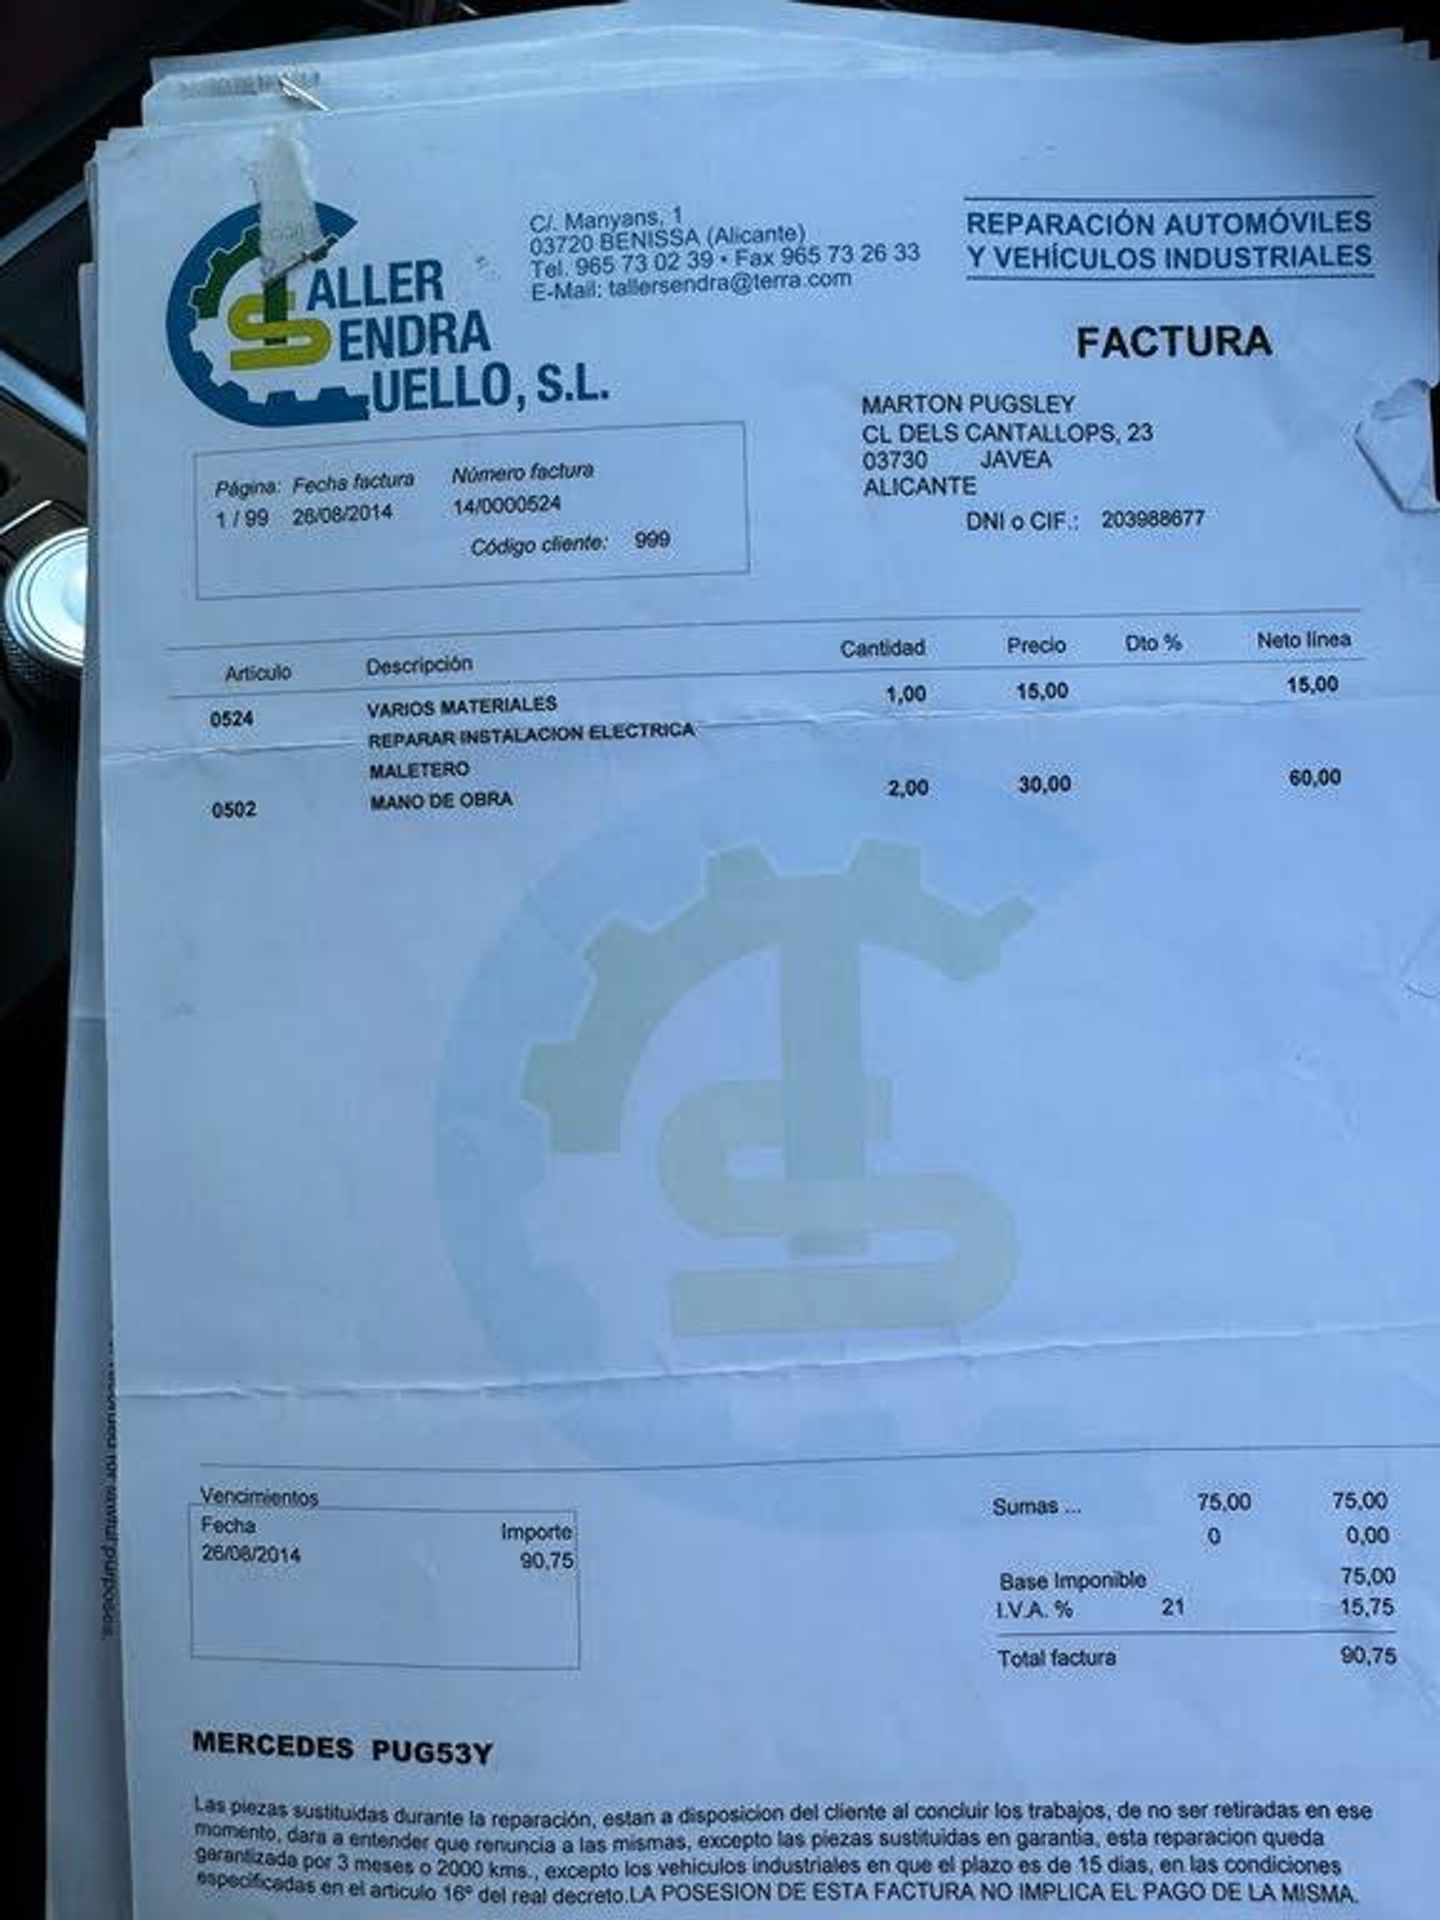 TALLER
SENDRA
CUELLO, S.L.
C/. Manyans, 1
03720 BENISSA (Alicante)
Tel. 965 73 02 39 • Fax 965 73 26 33
E-Mail: tallersendra@terra.com
REPARACIÓN AUTOMÓVILES
Y VEHÍCULOS INDUSTRIALES
FACTURA
MARTON PUGSLEY
CL DELS CANTALLOPS, 23
03730 JAVEA
ALICANTE
DNI o CIF.: 203988677
Página: Fecha factura Número factura
1 / 99 26/08/2014 14/0000524
Código cliente: 999
Artículo Descripción Cantidad Precio Dto % Neto línea
0524 VARIOS MATERIALES 1,00 15,00 15,00
REPARAR INSTALACION ELECTRICA
MALETERO
0502 MANO DE OBRA 2,00 30,00 60,00
Vencimientos
Fecha Importe
26/08/2014 90,75
Sumas ... 75,00 75,00
0 0,00
Base Imponible 75,00
I.V.A. % 21 15,75
Total factura 90,75
MERCEDES PUG53Y
Las piezas sustituidas durante la reparación, estan a disposicion del cliente al concluir los trabajos, de no ser retiradas en ese
momento, dara a entender que renuncia a las mismas, excepto las piezas sustituidas en garantia, esta reparacion queda
garantizada por 3 meses o 2000 kms., excepto los vehiculos industriales en que el plazo es de 15 dias, en las condiciones
especificadas en el articulo 16º del real decreto.LA POSESION DE ESTA FACTURA NO IMPLICA EL PAGO DE LA MISMA.
for lawful purposes.